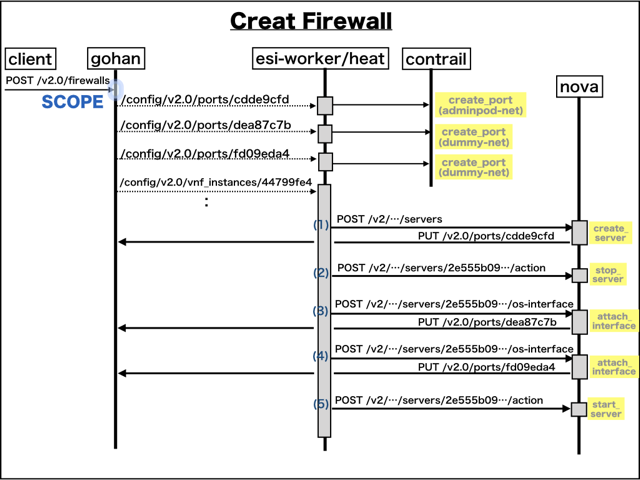 Creat Firewall
client
gohan
esi-worker/heat
contrail
nova
POST /v2.0/firewalls
SCOPE
/config/v2.0/ports/cdde9cfd
create_port
(adminpod-net)
/config/v2.0/ports/dea87c7b
create_port
(dummy-net)
/config/v2.0/ports/fd09eda4
create_port
(dummy-net)
/config/v2.0/vnf_instances/44799fe4
:
(1)
POST /v2/…/servers
PUT /v2.0/ports/cdde9cfd
create_
server
(2)
POST /v2/…/servers/2e555b09…/action
stop_
server
(3)
POST /v2/…/servers/2e555b09…/os-interface
PUT /v2.0/ports/dea87c7b
attach_
interface
(4)
POST /v2/…/servers/2e555b09…/os-interface
PUT /v2.0/ports/fd09eda4
attach_
interface
(5)
POST /v2/…/servers/2e555b09…/action
start_
server